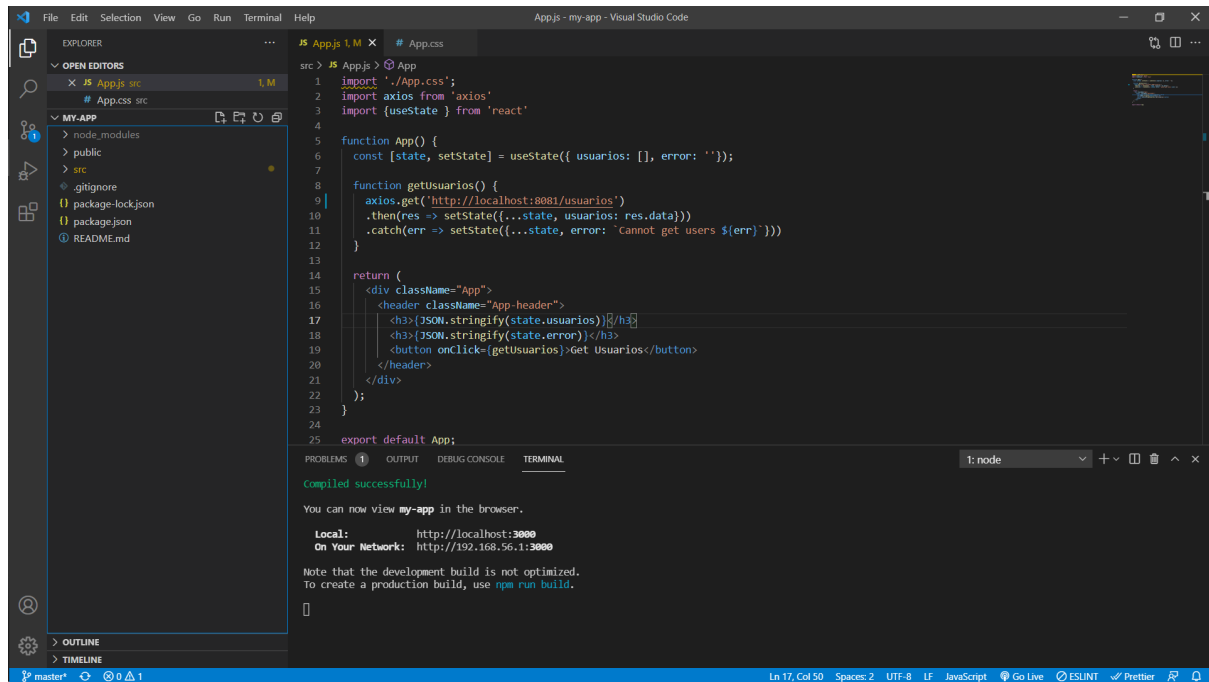 File Edit Selection View Go Run Terminal Help App.js - my-app - Visual Studio Code
EXPLORER
OPEN EDITORS
JS App.js src 1, M
# App.css src
MY-APP
node_modules
public
src
.gitignore
{} package-lock.json
{} package.json
README.md
OUTLINE
TIMELINE
JS App.js 1, M # App.css
src > JS App.js > App
1 import './App.css';
2 import axios from 'axios'
3 import {useState } from 'react'
4
5 function App() {
6 const [state, setState] = useState({ usuarios: [], error: ''});
7
8 function getUsuarios() {
9 axios.get('http://localhost:8081/usuarios')
10 .then(res => setState({...state, usuarios: res.data}))
11 .catch(err => setState({...state, error: `Cannot get users ${err}`}))
12 }
13
14 return (
15 <div className="App">
16 <header className="App-header">
17 <h3>{JSON.stringify(state.usuarios)}</h3>
18 <h3>{JSON.stringify(state.error)}</h3>
19 <button onClick={getUsuarios}>Get Usuarios</button>
20 </header>
21 </div>
22 );
23 }
24
25 export default App;
PROBLEMS 1 OUTPUT DEBUG CONSOLE TERMINAL 1: node
Compiled successfully!
You can now view my-app in the browser.
Local: http://localhost:3000
On Your Network: http://192.168.56.1:3000
Note that the development build is not optimized.
To create a production build, use npm run build.
master* 0 1 Ln 17, Col 50 Spaces: 2 UTF-8 LF JavaScript Go Live ESLINT Prettier